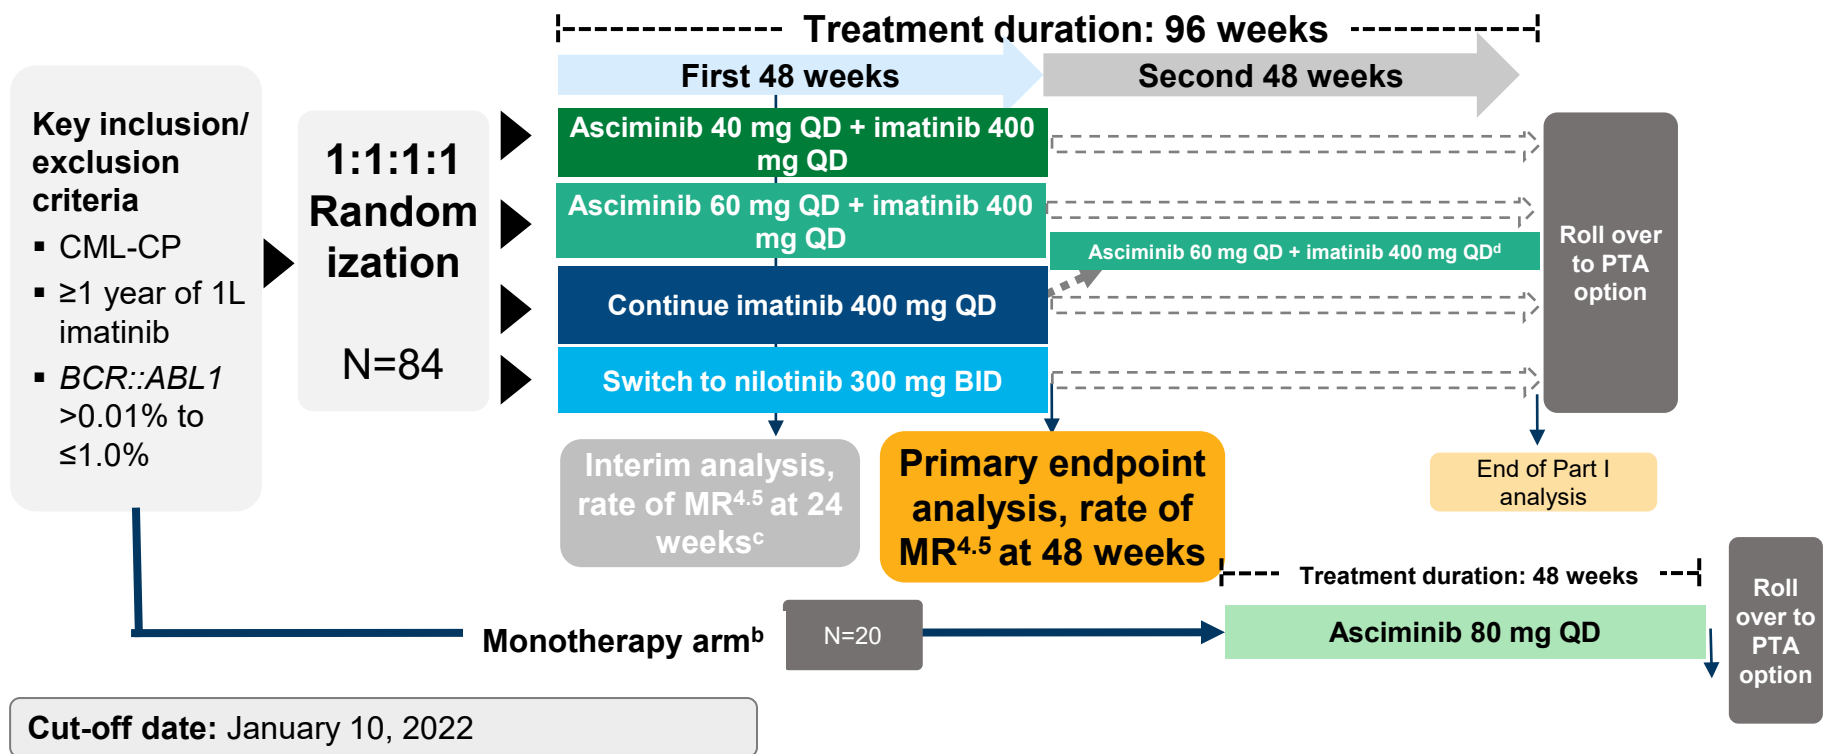 Treatment duration: 96 weeks
First 48 weeks
Second 48 weeks
Key inclusion/
exclusion
criteria
▪ CML-CP
▪ ≥1 year of 1L
imatinib
▪ BCR::ABL1
>0.01% to
≤1.0%
1:1:1:1
Random
ization
N=84
Asciminib 40 mg QD + imatinib 400
mg QD
Asciminib 60 mg QD + imatinib 400
mg QD
Asciminib 60 mg QD + imatinib 400 mg QDᵈ
Continue imatinib 400 mg QD
Switch to nilotinib 300 mg BID
Roll over
to PTA
option
Interim analysis,
rate of MR⁴·⁵ at 24
weeksᶜ
Primary endpoint
analysis, rate of
MR⁴·⁵ at 48 weeks
End of Part I
analysis
Treatment duration: 48 weeks
Monotherapy armᵇ
N=20
Asciminib 80 mg QD
Roll
over to
PTA
option
Cut-off date: January 10, 2022